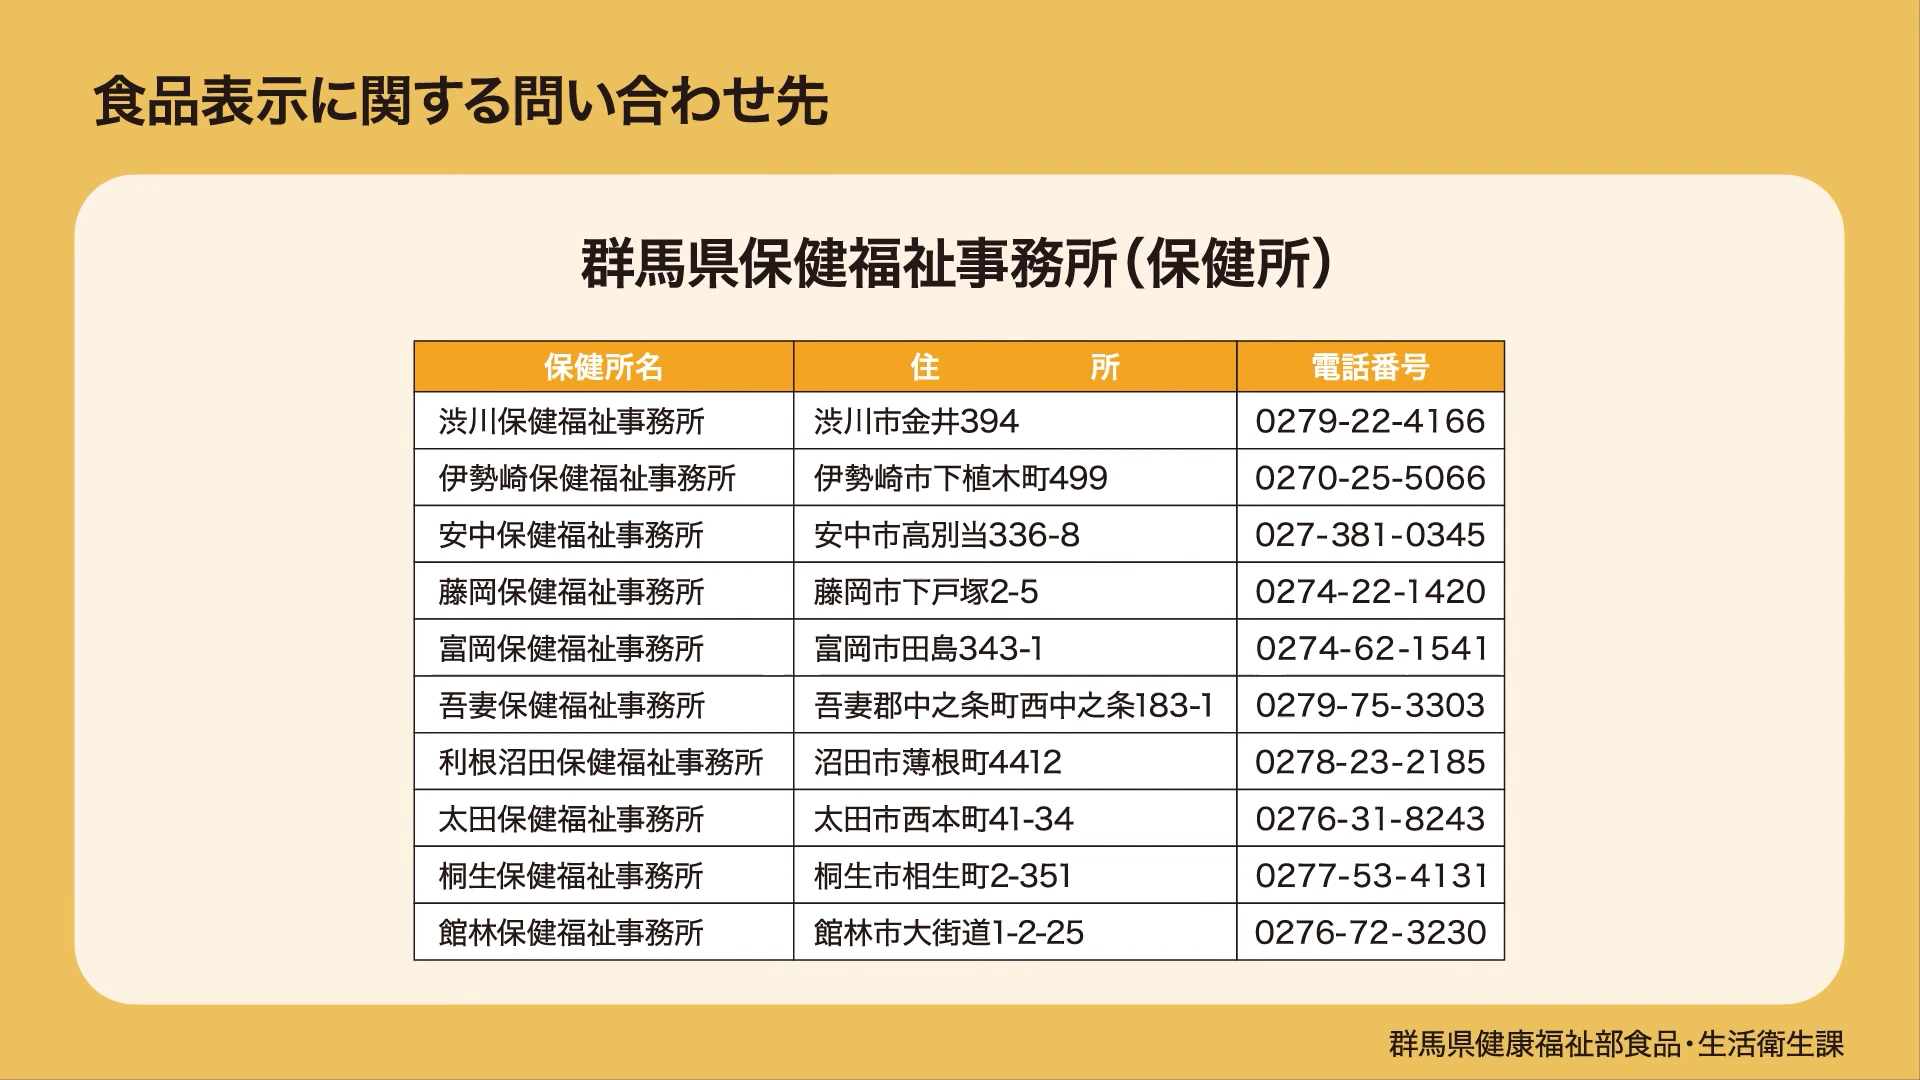 食品表示に関する問い合わせ先
群馬県保健福祉事務所(保健所)
保健所名 住 所 電話番号
渋川保健福祉事務所 渋川市金井394 0279-22-4166
伊勢崎保健福祉事務所 伊勢崎市下植木町499 0270-25-5066
安中保健福祉事務所 安中市高別当336-8 027-381-0345
藤岡保健福祉事務所 藤岡市下戸塚2-5 0274-22-1420
富岡保健福祉事務所 富岡市田島343-1 0274-62-1541
吾妻保健福祉事務所 吾妻郡中之条町西中之条183-1 0279-75-3303
利根沼田保健福祉事務所 沼田市薄根町4412 0278-23-2185
太田保健福祉事務所 太田市西本町41-34 0276-31-8243
桐生保健福祉事務所 桐生市相生町2-351 0277-53-4131
館林保健福祉事務所 館林市大街道1-2-25 0276-72-3230
群馬県健康福祉部食品・生活衛生課